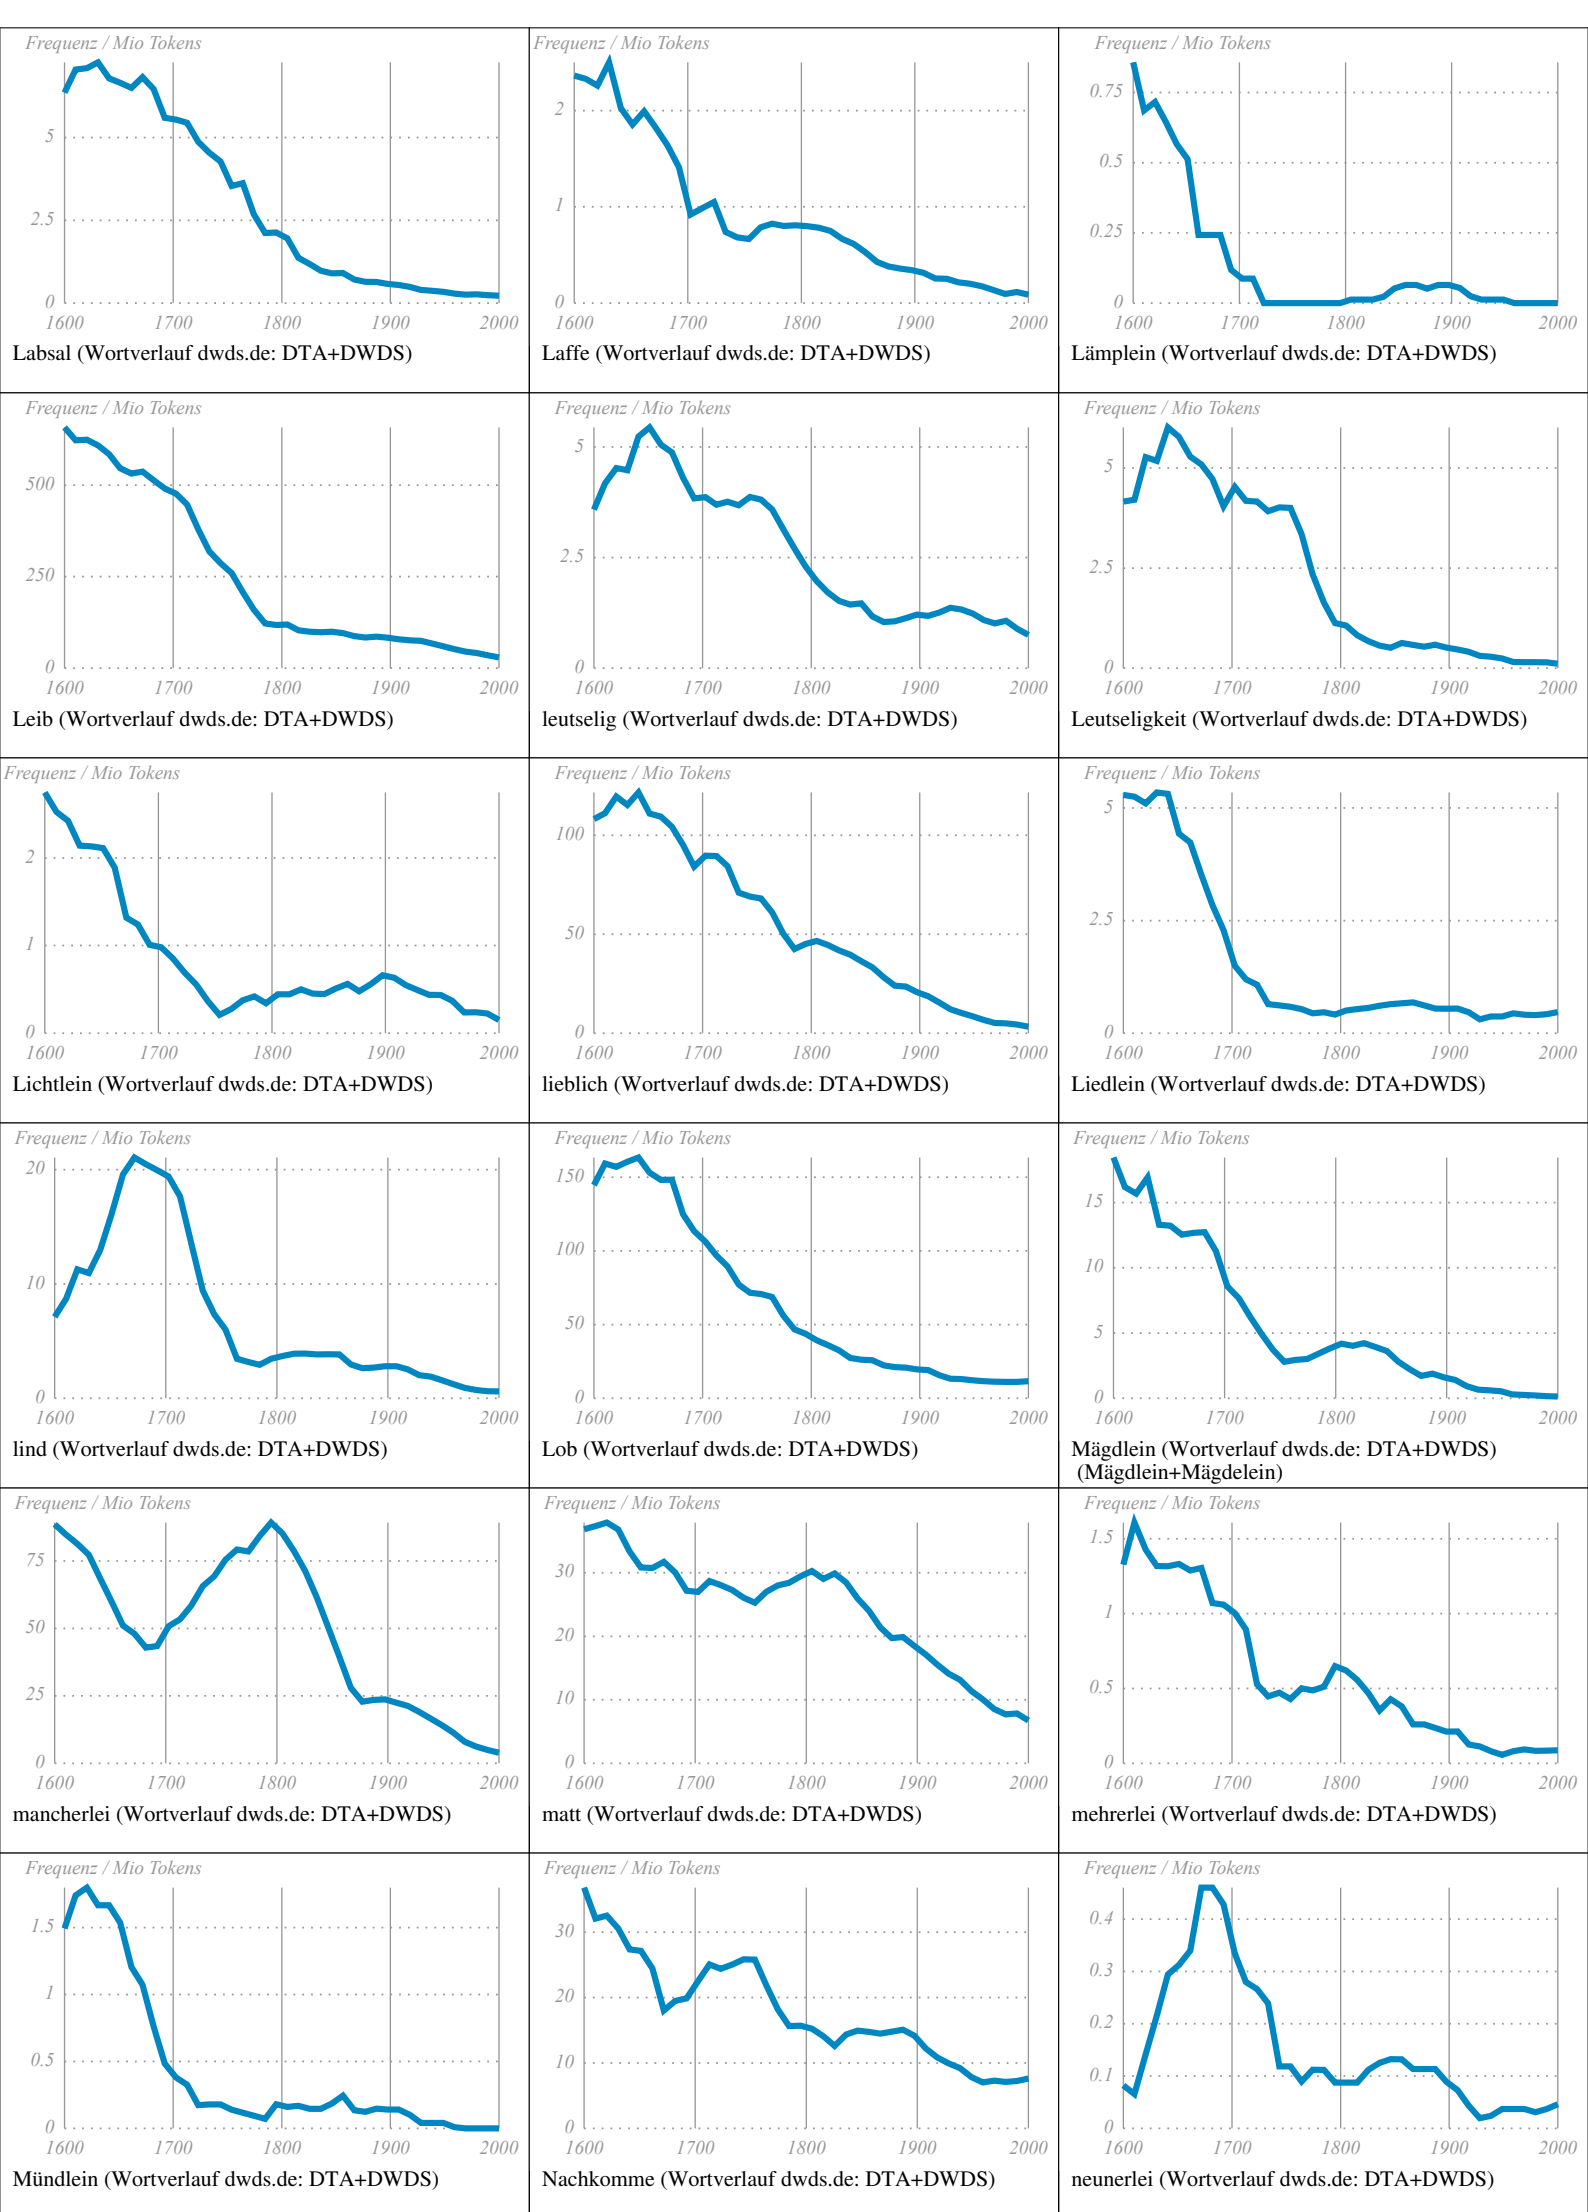 Frequenz / Mio Tokens
5
2.5
0
1600 1700 1800 1900 2000
Labsal (Wortverlauf dwds.de: DTA+DWDS)
Frequenz / Mio Tokens
2
1
0
1600 1700 1800 1900 2000
Laffe (Wortverlauf dwds.de: DTA+DWDS)
Frequenz / Mio Tokens
0.75
0.5
0.25
0
1600 1700 1800 1900 2000
Lämplein (Wortverlauf dwds.de: DTA+DWDS)
Frequenz / Mio Tokens
500
250
0
1600 1700 1800 1900 2000
Leib (Wortverlauf dwds.de: DTA+DWDS)
Frequenz / Mio Tokens
5
2.5
0
1600 1700 1800 1900 2000
leutselig (Wortverlauf dwds.de: DTA+DWDS)
Frequenz / Mio Tokens
5
2.5
0
1600 1700 1800 1900 2000
Leutseligkeit (Wortverlauf dwds.de: DTA+DWDS)
Frequenz / Mio Tokens
2
1
0
1600 1700 1800 1900 2000
Lichtlein (Wortverlauf dwds.de: DTA+DWDS)
Frequenz / Mio Tokens
100
50
0
1600 1700 1800 1900 2000
lieblich (Wortverlauf dwds.de: DTA+DWDS)
Frequenz / Mio Tokens
5
2.5
0
1600 1700 1800 1900 2000
Liedlein (Wortverlauf dwds.de: DTA+DWDS)
Frequenz / Mio Tokens
20
10
0
1600 1700 1800 1900 2000
lind (Wortverlauf dwds.de: DTA+DWDS)
Frequenz / Mio Tokens
150
100
50
0
1600 1700 1800 1900 2000
Lob (Wortverlauf dwds.de: DTA+DWDS)
Frequenz / Mio Tokens
15
10
5
0
1600 1700 1800 1900 2000
Mägdlein (Wortverlauf dwds.de: DTA+DWDS)
(Mägdlein+Mägdelein)
Frequenz / Mio Tokens
75
50
25
0
1600 1700 1800 1900 2000
mancherlei (Wortverlauf dwds.de: DTA+DWDS)
Frequenz / Mio Tokens
30
20
10
0
1600 1700 1800 1900 2000
matt (Wortverlauf dwds.de: DTA+DWDS)
Frequenz / Mio Tokens
1.5
1
0.5
0
1600 1700 1800 1900 2000
mehrerlei (Wortverlauf dwds.de: DTA+DWDS)
Frequenz / Mio Tokens
1.5
1
0.5
0
1600 1700 1800 1900 2000
Mündlein (Wortverlauf dwds.de: DTA+DWDS)
Frequenz / Mio Tokens
30
20
10
0
1600 1700 1800 1900 2000
Nachkomme (Wortverlauf dwds.de: DTA+DWDS)
Frequenz / Mio Tokens
0.4
0.3
0.2
0.1
0
1600 1700 1800 1900 2000
neunerlei (Wortverlauf dwds.de: DTA+DWDS)